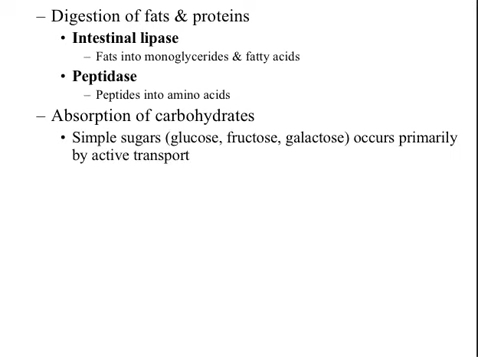 – Digestion of fats & proteins
• Intestinal lipase
– Fats into monoglycerides & fatty acids
• Peptidase
– Peptides into amino acids
– Absorption of carbohydrates
• Simple sugars (glucose, fructose, galactose) occurs primarily
by active transport